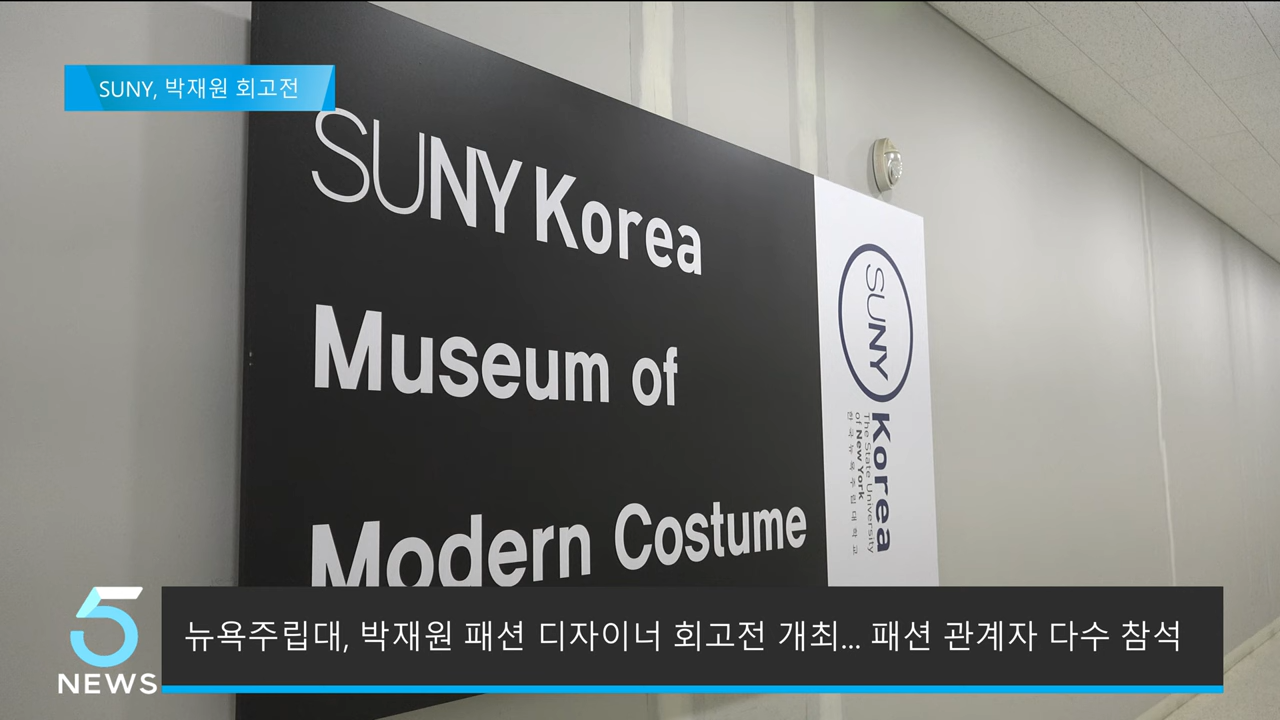 SUNY, 박재원 회고전
SUNY Korea
Museum of
Modern Costume
SUNY
Korea
The State University
of New York
한국뉴욕주립대학교
5
NEWS
뉴욕주립대, 박재원 패션 디자이너 회고전 개최... 패션 관계자 다수 참석